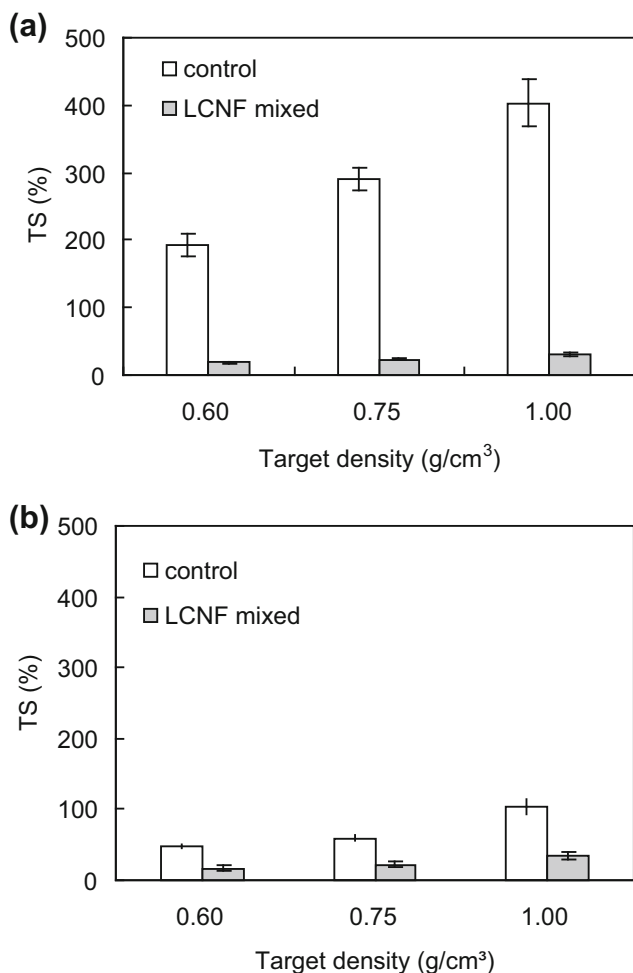 (a)
500
400
300
200
100
0
TS (%)
control
LCNF mixed
0.60 0.75 1.00
Target density (g/cm³)
(b)
500
400
300
200
100
0
TS (%)
control
LCNF mixed
0.60 0.75 1.00
Target density (g/cm³)